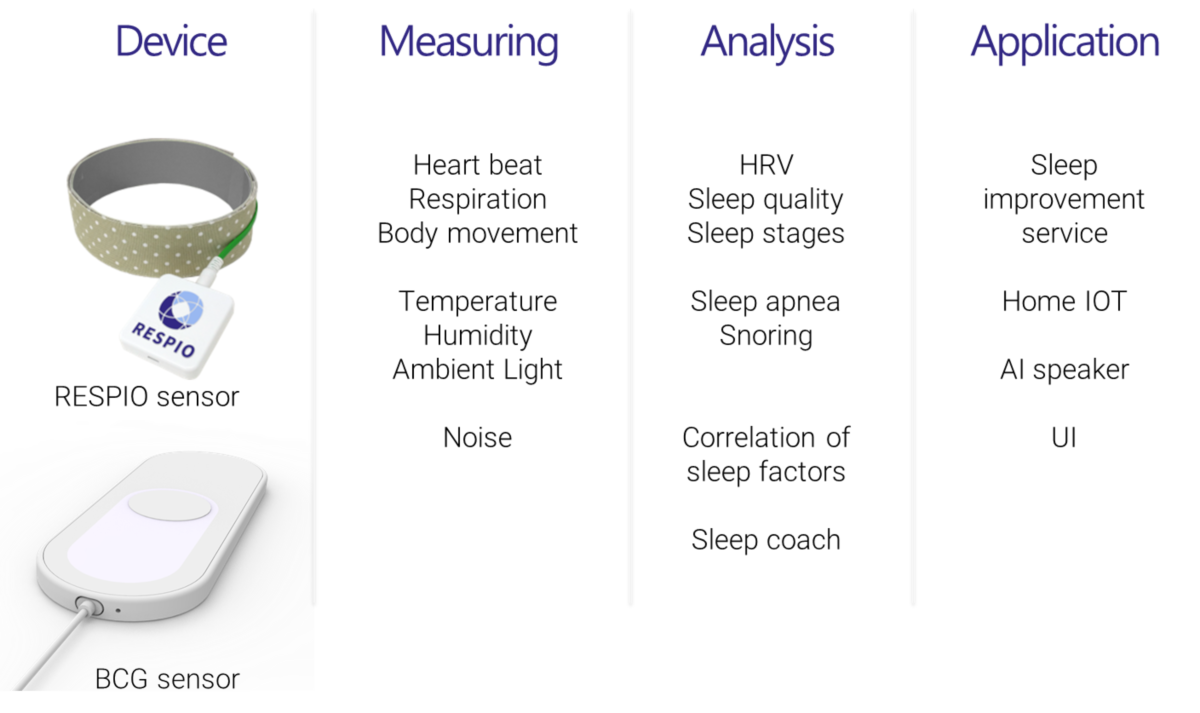 Device
RESPIO
RESPIO sensor
BCG sensor
Measuring
Heart beat
Respiration
Body movement
Temperature
Humidity
Ambient Light
Noise
Analysis
HRV
Sleep quality
Sleep stages
Sleep apnea
Snoring
Correlation of
sleep factors
Sleep coach
Application
Sleep
improvement
service
Home IOT
AI speaker
UI